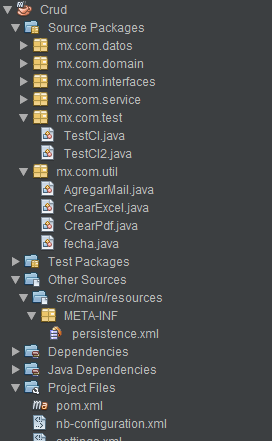 Crud
Source Packages
mx.com.datos
mx.com.domain
mx.com.interfaces
mx.com.service
mx.com.test
TestCl.java
TestCl2.java
mx.com.util
AgregarMail.java
CrearExcel.java
CrearPdf.java
fecha.java
Test Packages
Other Sources
src/main/resources
META-INF
persistence.xml
Dependencies
Java Dependencies
Project Files
pom.xml
nb-configuration.xml
settings.xml